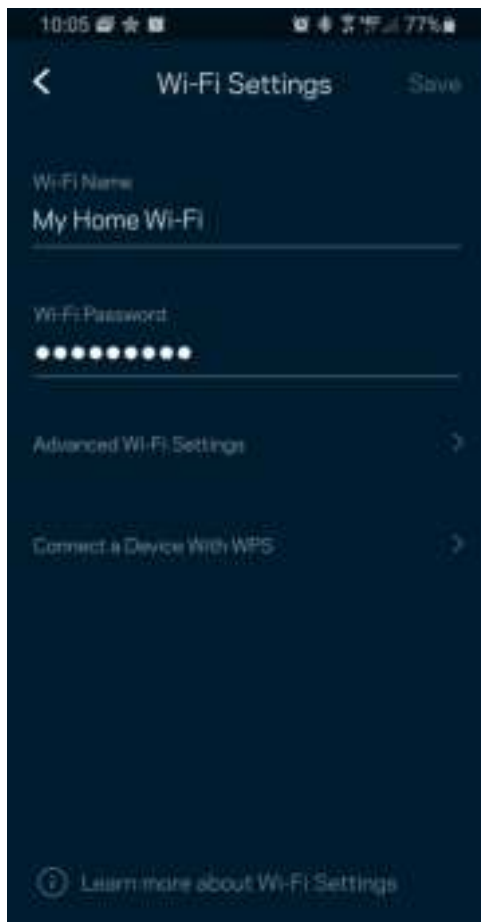 10:05
77%
Wi-Fi Settings
Save
Wi-Fi Name
My Home Wi-Fi
Wi-Fi Password
●●●●●●●●●
Advanced Wi-Fi Settings
Connect a Device With WPS
Learn more about Wi-Fi Settings